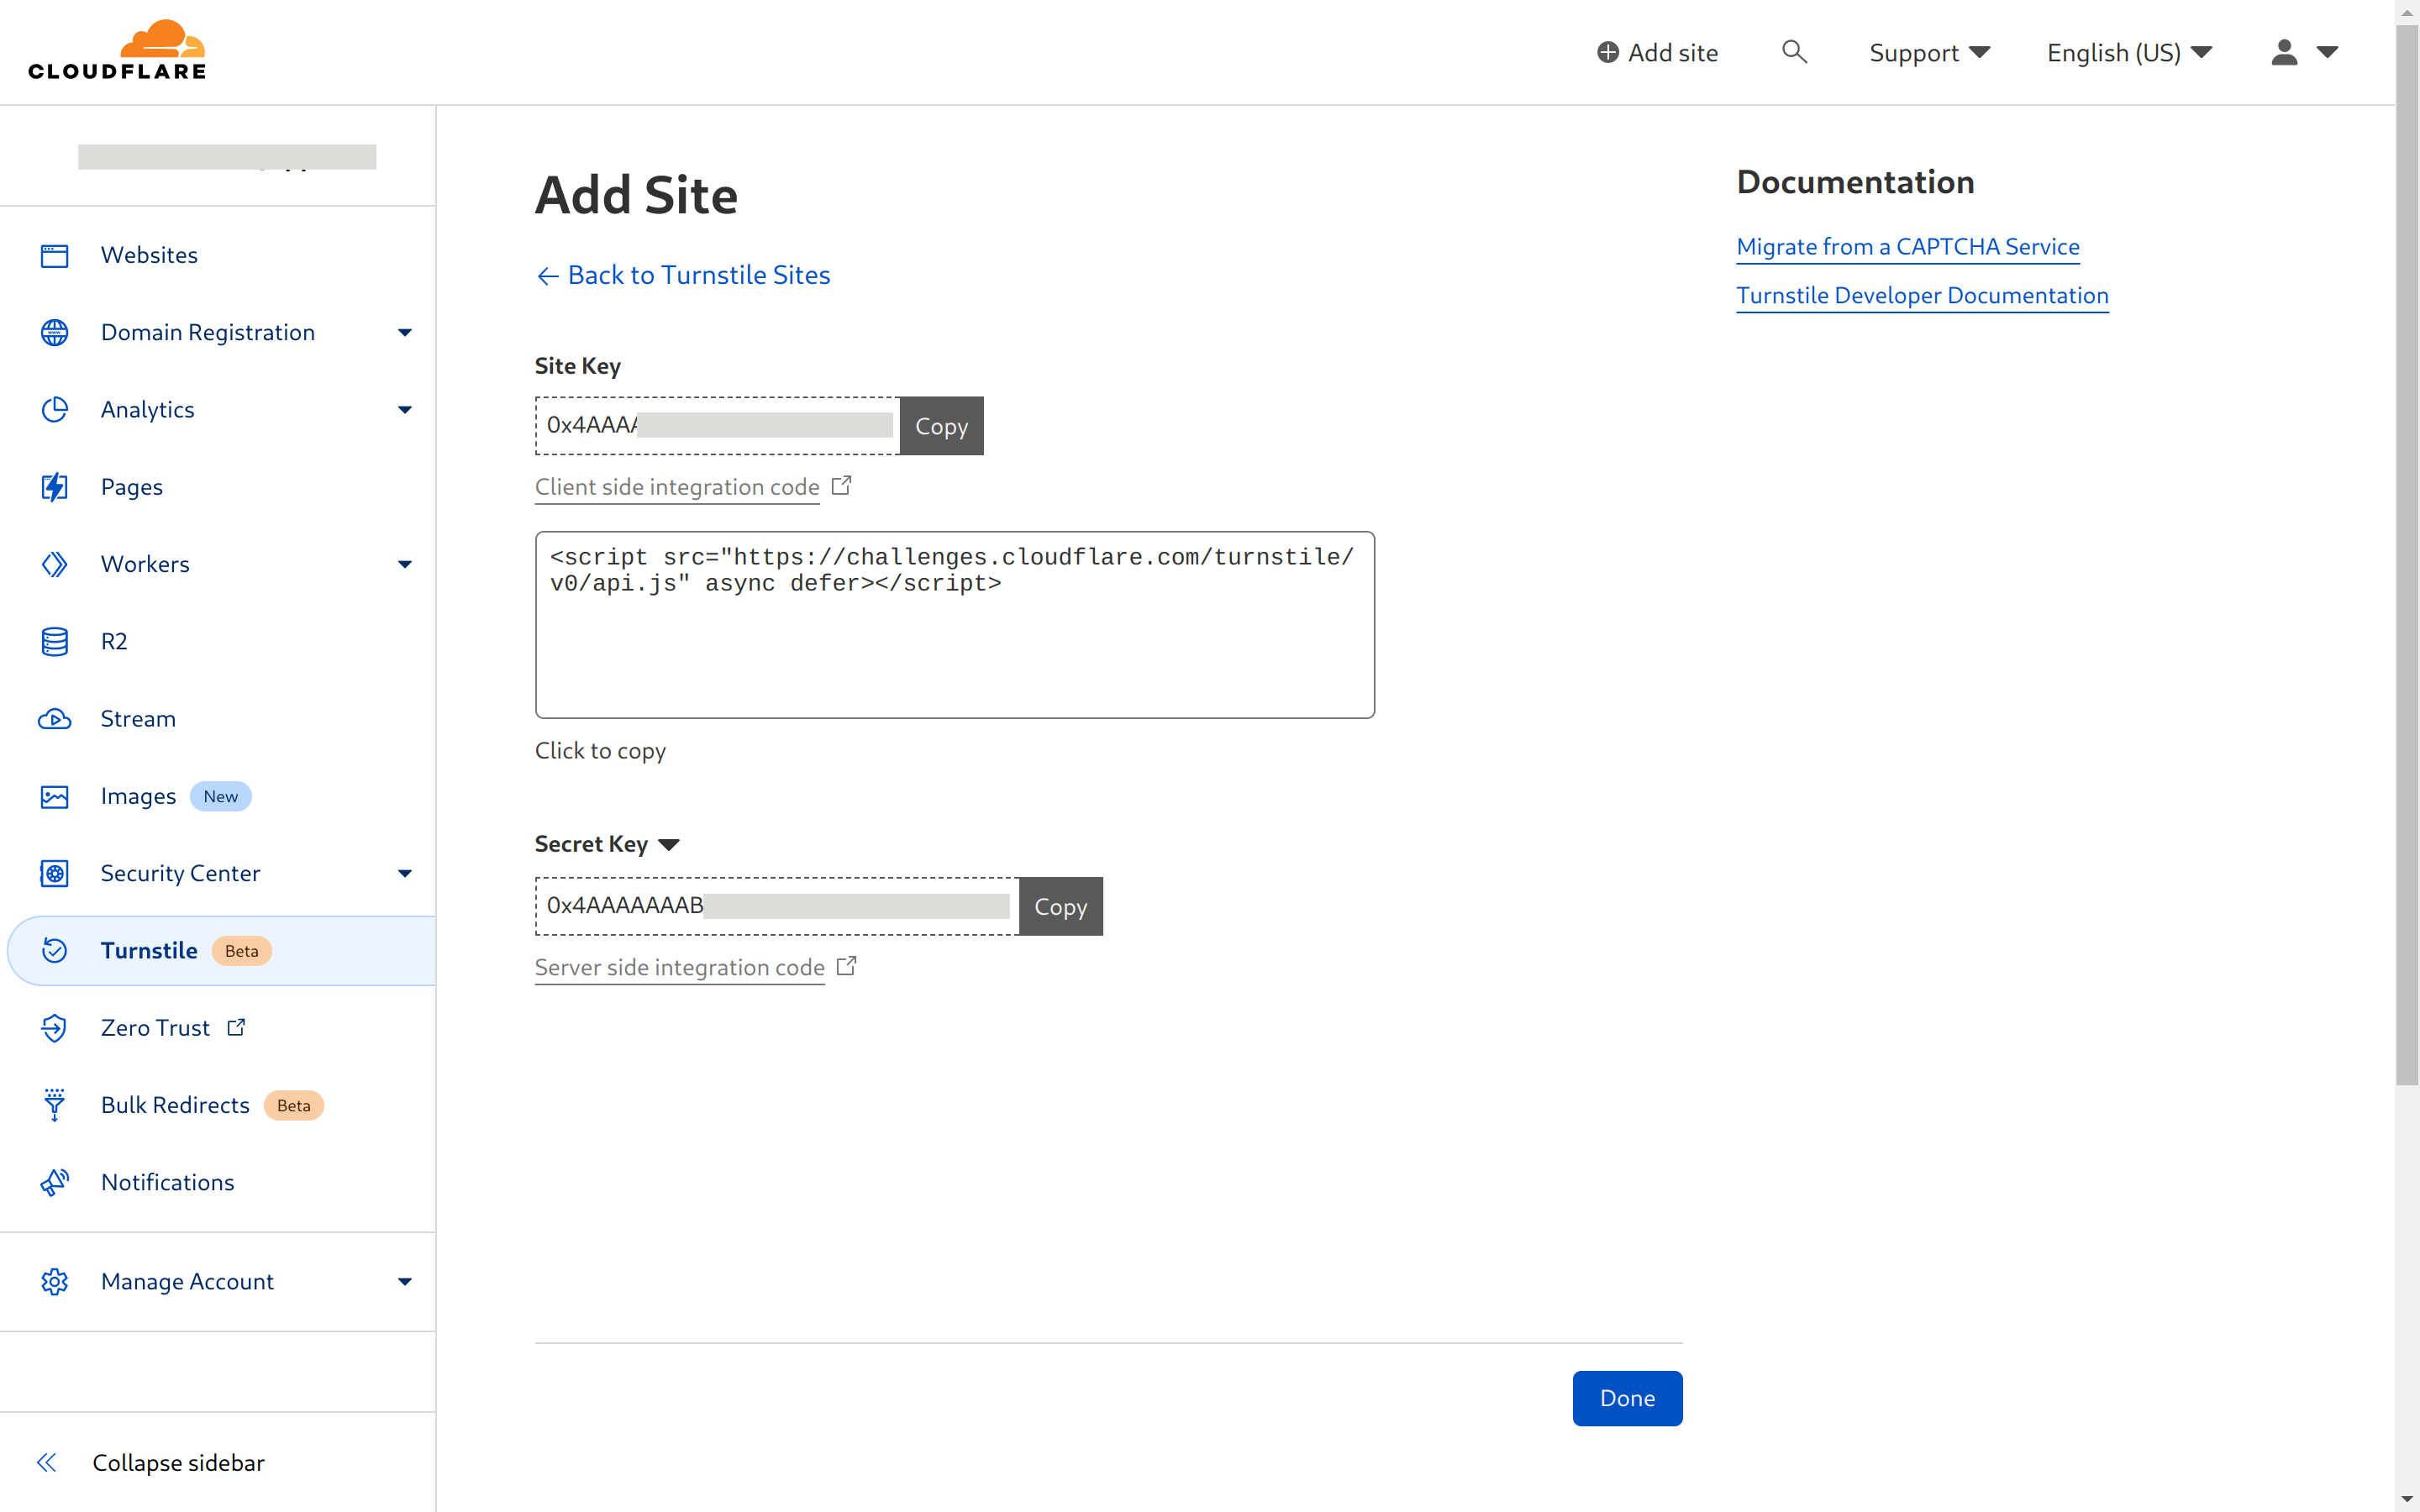 CLOUDFLARE
Add site
Support
English (US)
Websites
Domain Registration
Analytics
Pages
Workers
R2
Stream
Images New
Security Center
Turnstile Beta
Zero Trust
Bulk Redirects Beta
Notifications
Manage Account
Collapse sidebar
Add Site
← Back to Turnstile Sites
Site Key
0x4AAAA
Copy
Client side integration code
<script src="https://challenges.cloudflare.com/turnstile/
v0/api.js" async defer></script>
Click to copy
Secret Key
0x4AAAAAAAB
Copy
Server side integration code
Done
Documentation
Migrate from a CAPTCHA Service
Turnstile Developer Documentation